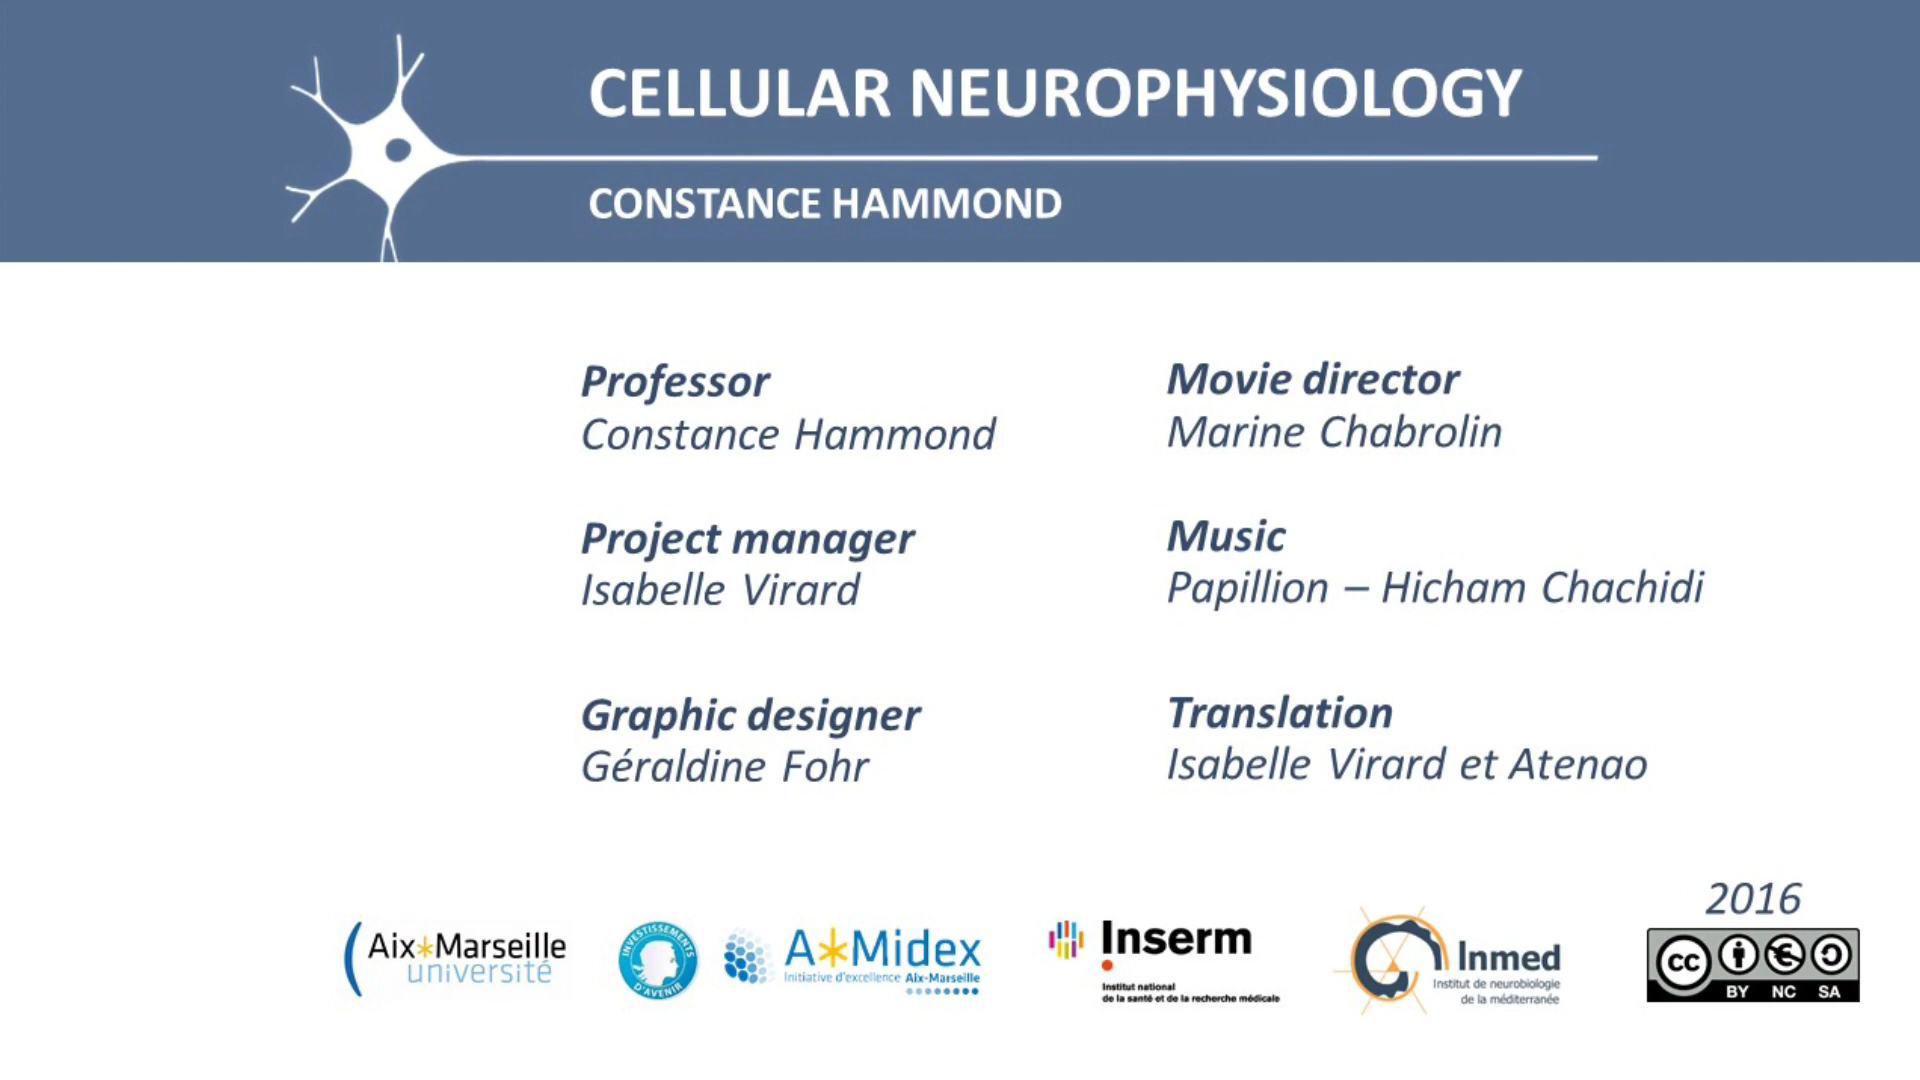 CELLULAR NEUROPHYSIOLOGY
CONSTANCE HAMMOND
Professor
Constance Hammond
Movie director
Marine Chabrolin
Project manager
Isabelle Virard
Music
Papillion – Hicham Chachidi
Graphic designer
Géraldine Fohr
Translation
Isabelle Virard et Atenao
2016
Aix*Marseille
université
INVESTISSEMENTS
D'AVENIR
A*Midex
Initiative d'excellence Aix-Marseille
Inserm
Institut national
de la santé et de la recherche médicale
Inmed
Institut de neurobiologie
de la méditerranée
cc
BY NC SA